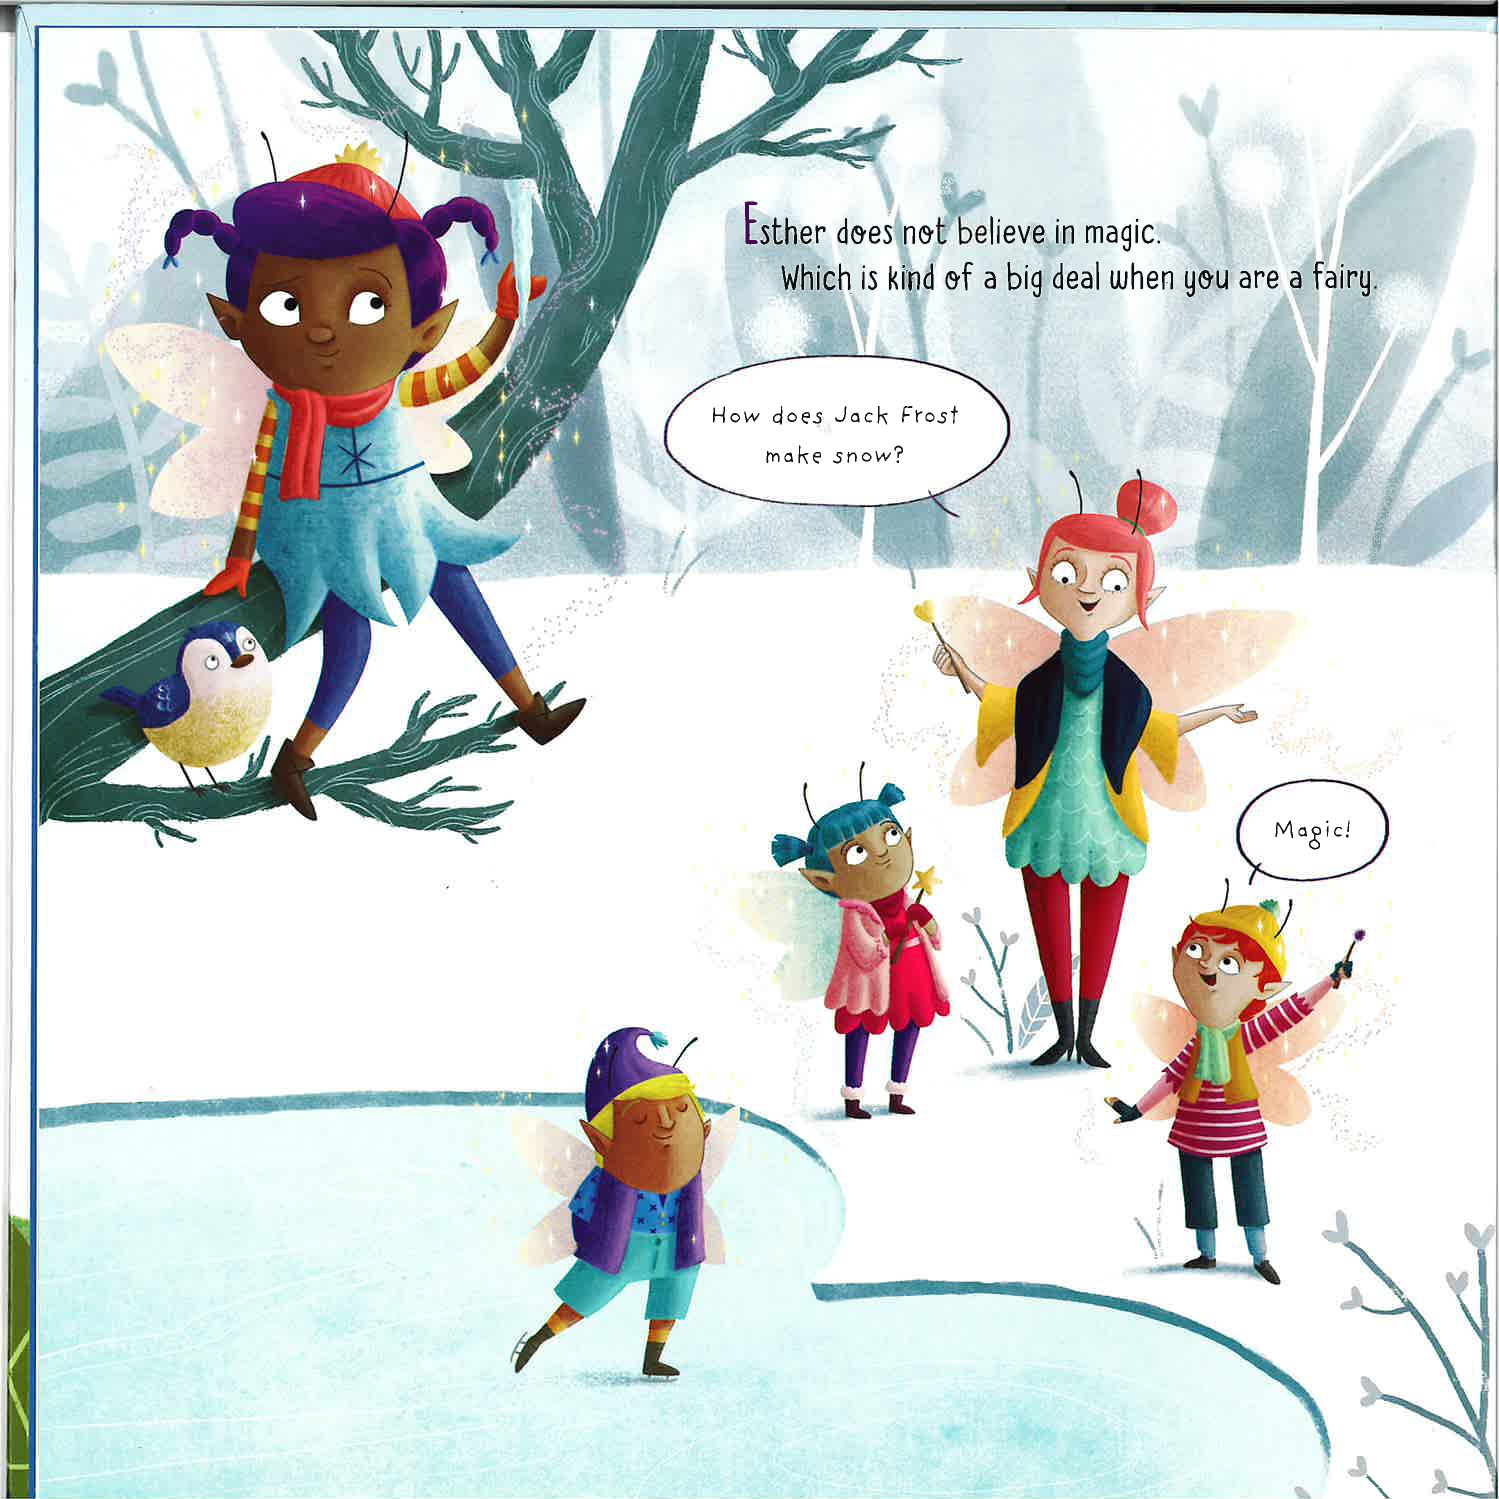 Esther does not believe in magic.
Which is kind of a big deal when you are a fairy.
How does Jack Frost
make snow?
Magic!